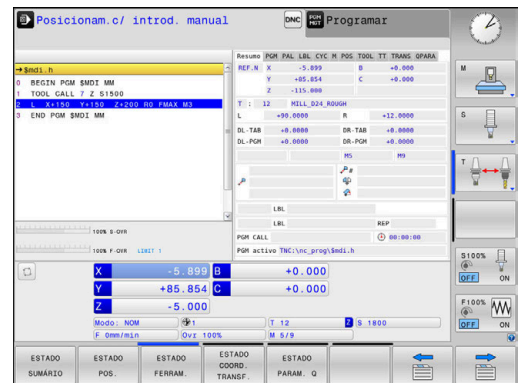 Posicionam.c/ introd. manual
DNC
PGM MGT
Programar
→$mdi.h
0 BEGIN PGM $MDI MM
1 TOOL CALL 7 Z S1500
2 L X+150 Y+150 Z+200 R0 FMAX M3
3 END PGM $MDI MM
100% S-OVR
100% F-OVR LIMIT 1
Resumo PGM PAL LBL CYC M POS TOOL TT TRANS QPARA
REF.N X -5.899 B +0.000
Y +85.854 C +0.000
Z -115.000
T : 12 MILL_D24_ROUGH
L +90.0000 R +12.0000
DL-TAB +0.0000 DR-TAB +0.0000
DL-PGM +0.0000 DR-PGM +0.0000
M5 M9
P #
LBL
LBL REP
PGM CALL 00:00:00
PGM activo TNC:\nc_prog\$mdi.h
X -5.899 B +0.000
Y +85.854 C +0.000
Z -5.000
Modo: NOM 1 T 12 Z S 1800
F 0mm/min Ovr 100% M 5/9
M
S
T
S100%
OFF ON
F100%
OFF ON
ESTADO SUMÁRIO
ESTADO POS.
ESTADO FERRAM.
ESTADO COORD. TRANSF.
ESTADO PARAM. Q